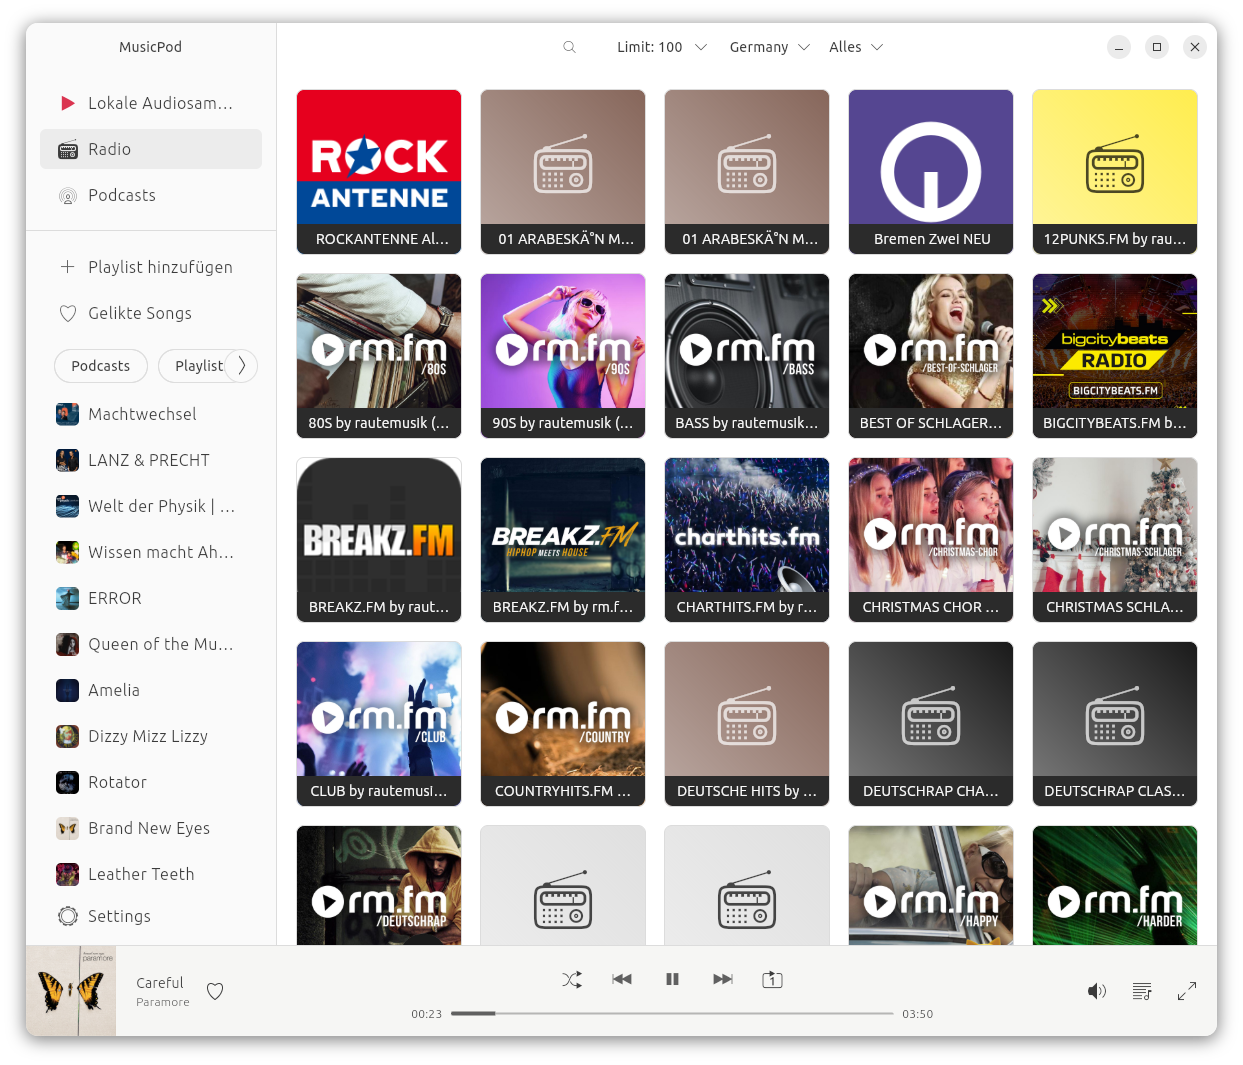 MusicPod
Limit: 100
Germany
Alles
Lokale Audiosam…
Radio
Podcasts
Playlist hinzufügen
Gelikte Songs
Podcasts
Playlist
Machtwechsel
LANZ & PRECHT
Welt der Physik | …
Wissen macht Ah…
ERROR
Queen of the Mu…
Amelia
Dizzy Mizz Lizzy
Rotator
Brand New Eyes
Leather Teeth
Settings
ROCK
ANTENNE
ROCKANTENNE Al…
01 ARABESKÄ°N M…
01 ARABESKÄ°N M…
Bremen Zwei NEU
12PUNKS.FM by rau…
rm.fm
/80S
80S by rautemusik (…
rm.fm
/90S
90S by rautemusik (…
rm.fm
/BASS
BASS by rautemusik…
rm.fm
/BEST-OF-SCHLAGER
BEST OF SCHLAGER…
bigcitybeats
RADIO
BIGCITYBEATS.FM
BIGCITYBEATS.FM b…
BREAKZ.FM
BREAKZ.FM by raut…
BREAKZ.FM
HIPHOP MEETS HOUSE
BREAKZ.FM by rm.f…
charthits.fm
CHARTHITS.FM by r…
rm.fm
/CHRISTMAS-CHOR
CHRISTMAS CHOR …
rm.fm
/CHRISTMAS-SCHLAGER
CHRISTMAS SCHLA…
rm.fm
/CLUB
CLUB by rautemusi…
rm.fm
/COUNTRY
COUNTRYHITS.FM …
DEUTSCHE HITS by …
DEUTSCHRAP CHA…
DEUTSCHRAP CLAS…
rm.fm
/DEUTSCHRAP
rm.fm
/HAPPY
rm.fm
/HARDER
paramore
Careful
Paramore
1
00:23
03:50